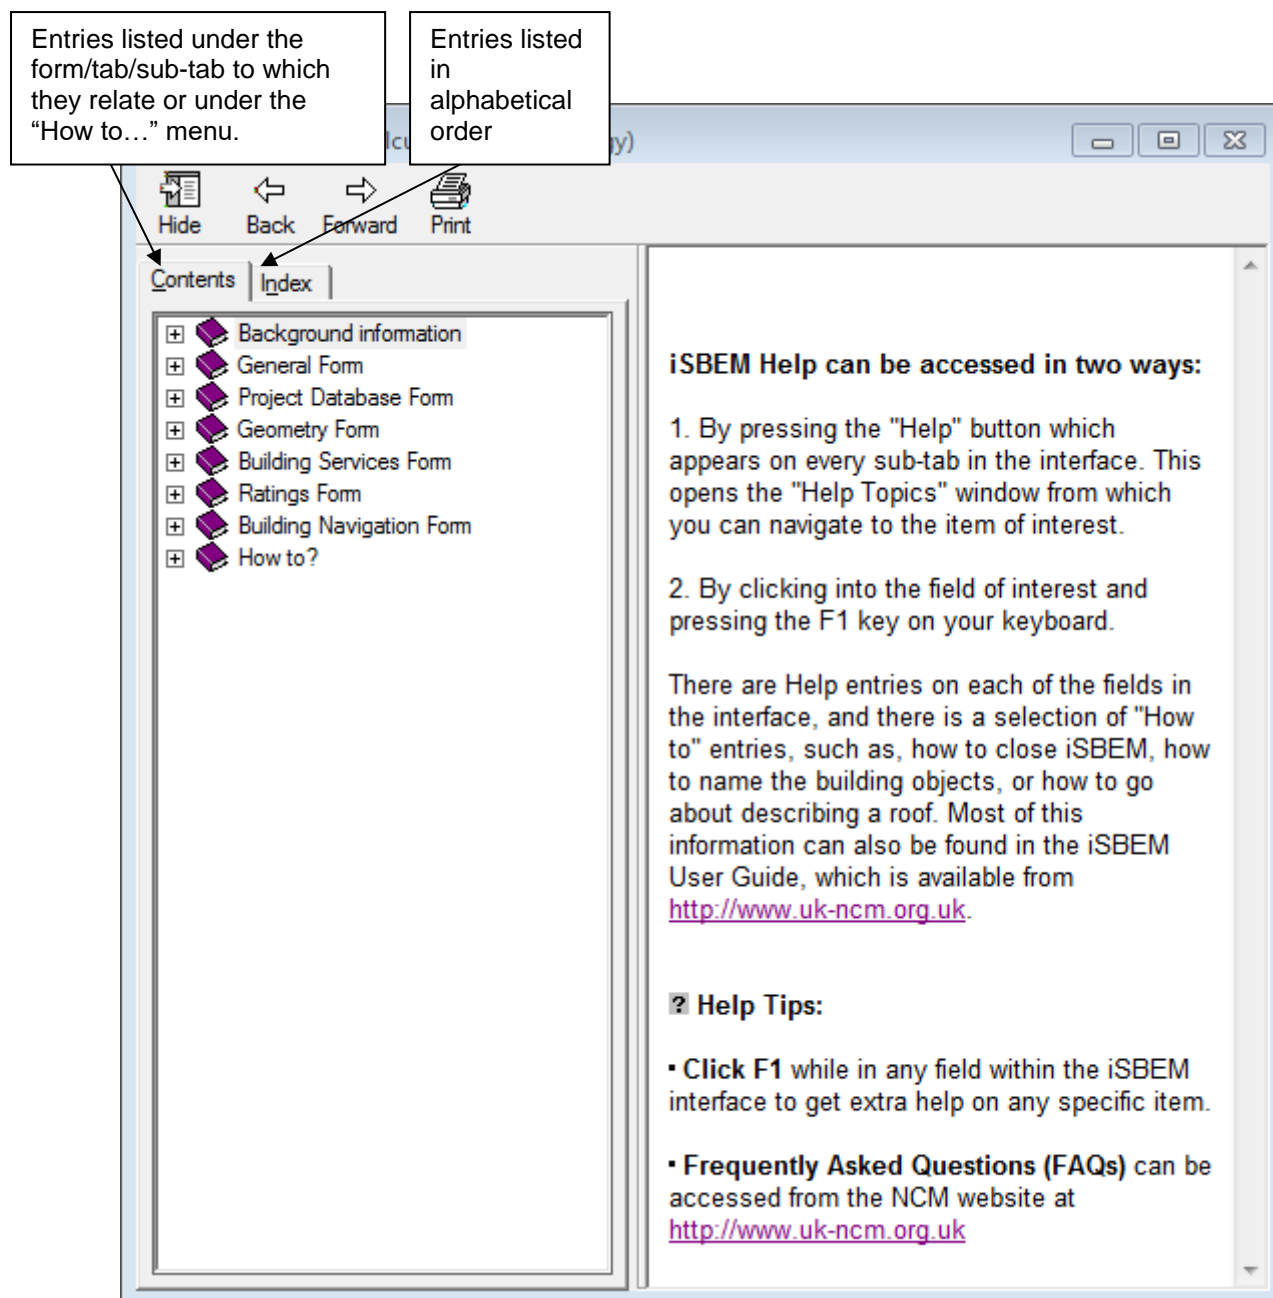 Entries listed under the
form/tab/sub-tab to which
they relate or under the
“How to…” menu.
Entries listed
in
alphabetical
order
Hide Back Forward Print
Contents Index
Background information
General Form
Project Database Form
Geometry Form
Building Services Form
Ratings Form
Building Navigation Form
How to?
iSBEM Help can be accessed in two ways:
1. By pressing the "Help" button which
appears on every sub-tab in the interface. This
opens the "Help Topics" window from which
you can navigate to the item of interest.
2. By clicking into the field of interest and
pressing the F1 key on your keyboard.
There are Help entries on each of the fields in
the interface, and there is a selection of "How
to" entries, such as, how to close iSBEM, how
to name the building objects, or how to go
about describing a roof. Most of this
information can also be found in the iSBEM
User Guide, which is available from
http://www.uk-ncm.org.uk.
? Help Tips:
▪ Click F1 while in any field within the iSBEM
interface to get extra help on any specific item.
▪ Frequently Asked Questions (FAQs) can be
accessed from the NCM website at
http://www.uk-ncm.org.uk